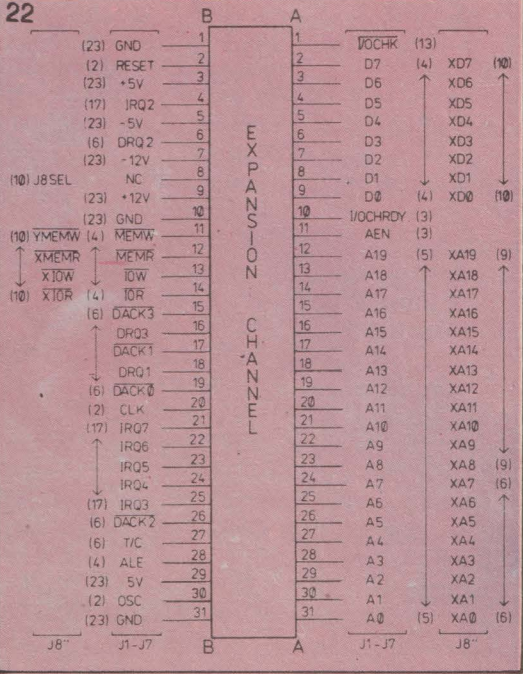 22
B A
(23) GND 1 1 I/OCHK (13)
(2) RESET 2 2 D7 (4) XD7 (10)
(23) +5V 3 3 D6 XD6
(17) IRQ2 4 4 D5 XD5
(23) -5V 5 5 D4 XD4
(6) DRQ2 6 6 D3 XD3
(23) -12V 7 7 D2 XD2
(10) J8SEL NC 8 8 D1 XD1
(23) +12V 9 9 DØ (4) XDØ (10)
(23) GND 10 10 I/OCHRDY (3)
(10) YMEMW (4) MEMW 11 11 AEN (3)
XMEMR MEMR 12 12 A19 (5) XA19 (9)
XIOW IOW 13 13 A18 XA18
(10) XIOR (4) IOR 14 14 A17 XA17
(6) DACK3 15 15 A16 XA16
DRQ3 16 16 A15 XA15
DACK1 17 17 A14 XA14
DRQ1 18 18 A13 XA13
(6) DACKØ 19 19 A12 XA12
(2) CLK 20 20 A11 XA11
(17) IRQ7 21 21 A10 XA10
IRQ6 22 22 A9 XA9
IRQ5 23 23 A8 XA8 (9)
IRQ4 24 24 A7 XA7 (6)
(17) IRQ3 25 25 A6 XA6
(6) DACK2 26 26 A5 XA5
(6) T/C 27 27 A4 XA4
(4) ALE 28 28 A3 XA3
(23) 5V 29 29 A2 XA2
(2) OSC 30 30 A1 XA1
(23) GND 31 31 AØ (5) XAØ (6)
EXPANSION CHANNEL
J8" J1-J7 B A J1-J7 J8"